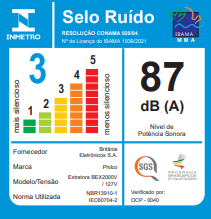 INMETRO
Selo Ruído
RESOLUÇÃO CONAMA 020/94
Nº da Licença do IBAMA 1039/2021
IBAMA
MMA
3
mais silencioso
1
2
3
4
5
menos silencioso
87
dB (A)
Nível de
Potência Sonora
Fornecedor
Britânia
Eletrônicos S.A.
Marca
Philco
Modelo/Tensão
Extratora BEX2000V
/ 127V
Norma Utilizada
NBR13910-1
IEC60704-2
SGS
Verificado por:
OCP - 0040